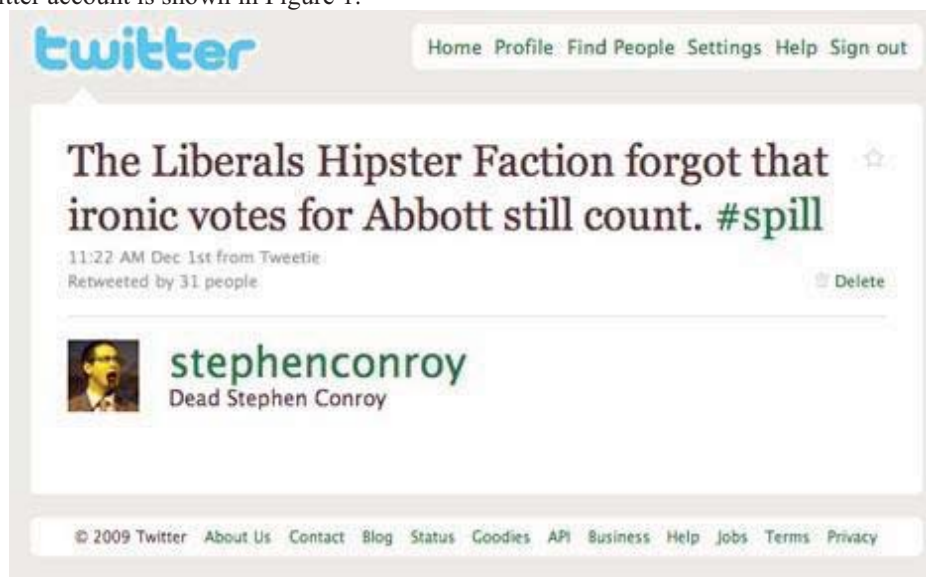 tter account is shown in Figure 1.
twitter
Home Profile Find People Settings Help Sign out
The Liberals Hipster Faction forgot that
ironic votes for Abbott still count. #spill
11:22 AM Dec 1st from Tweetie
Retweeted by 31 people
Delete
stephenconroy
Dead Stephen Conroy
© 2009 Twitter About Us Contact Blog Status Goodies API Business Help Jobs Terms Privacy